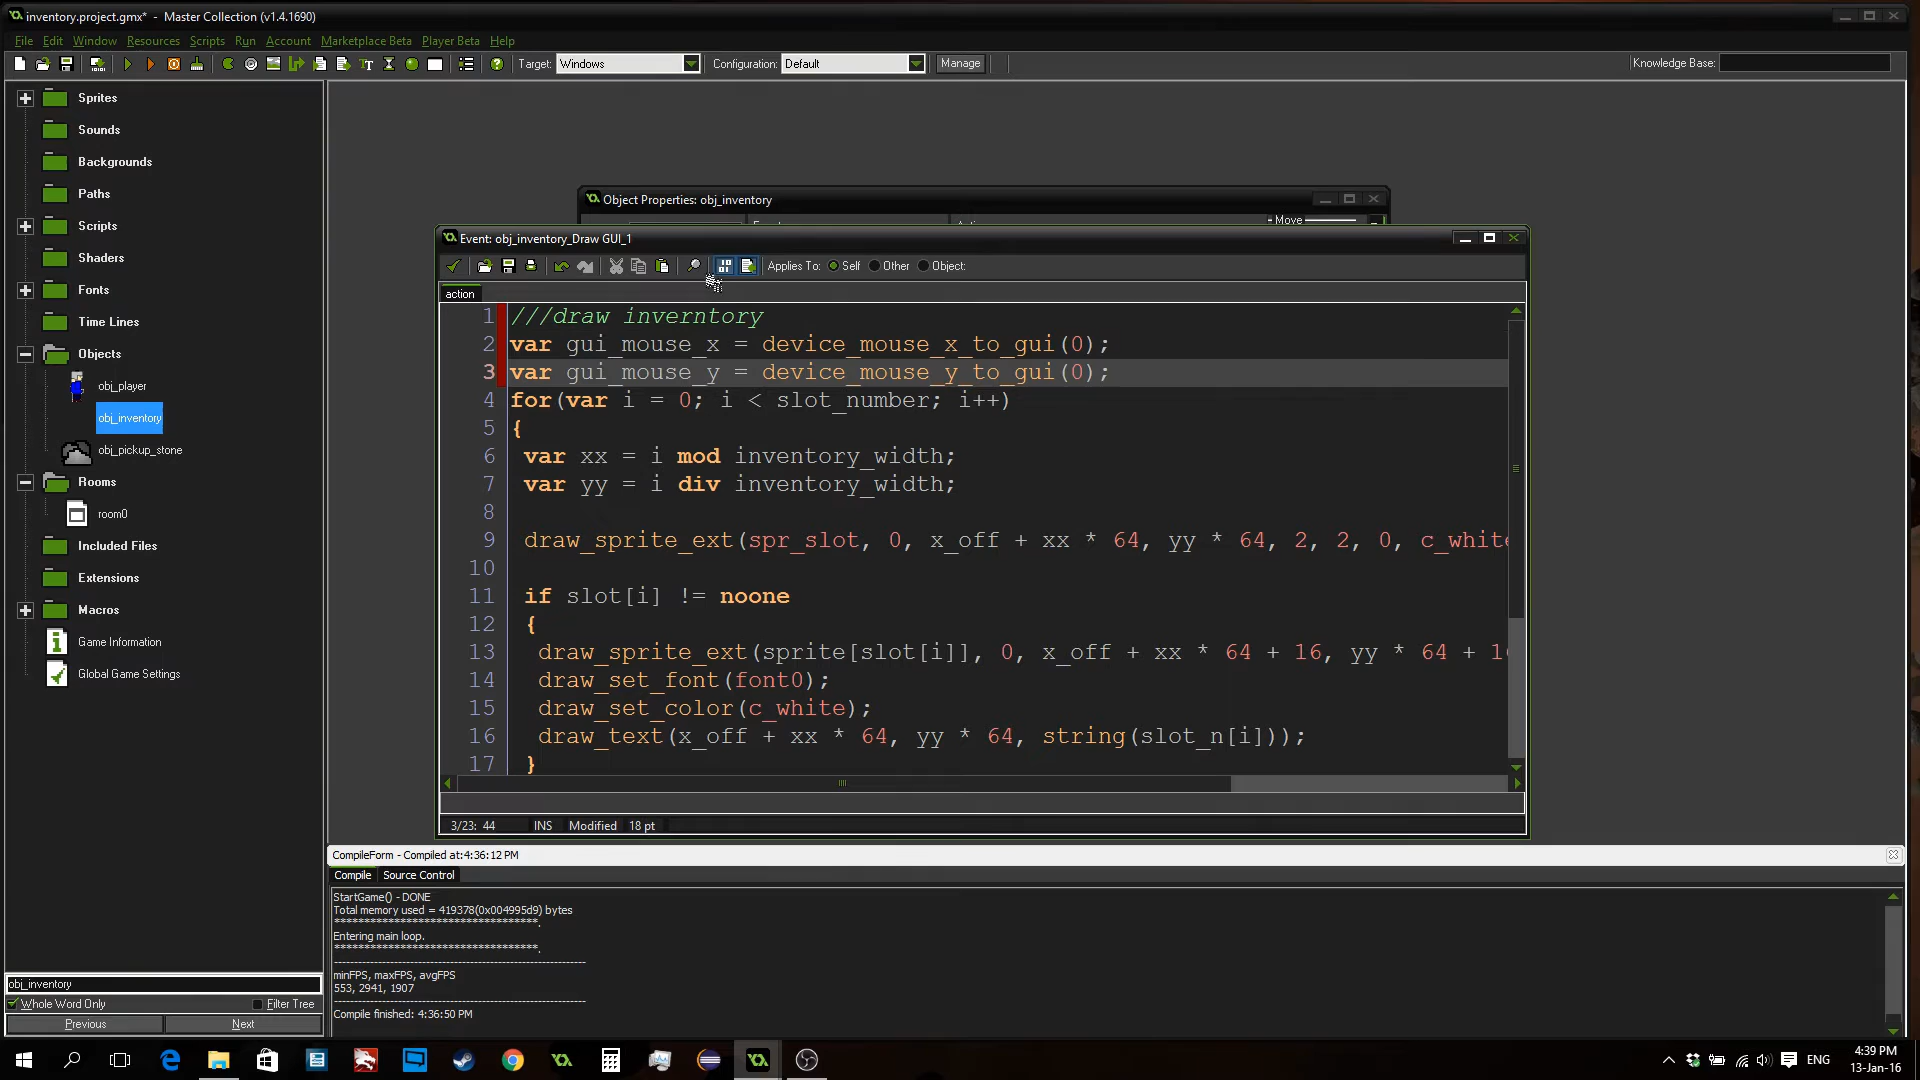 inventory.project.gmx* - Master Collection (v1.4.1690)
File Edit Window Resources Scripts Run Account Marketplace Beta Player Beta Help
Target: Windows Configuration: Default Manage Knowledge Base:
Sprites
Sounds
Backgrounds
Paths
Scripts
Shaders
Fonts
Time Lines
Objects
obj_player
obj_inventory
obj_pickup_stone
Rooms
room0
Included Files
Extensions
Macros
Game Information
Global Game Settings
obj_inventory
Whole Word Only Filter Tree
Previous Next
Object Properties: obj_inventory
Move
Event: obj_inventory_Draw GUI_1
Applies To: Self Other Object:
action
1 ///draw inverntory
2 var gui_mouse_x = device_mouse_x_to_gui(0);
3 var gui_mouse_y = device_mouse_y_to_gui(0);
4 for(var i = 0; i < slot_number; i++)
5 {
6 var xx = i mod inventory_width;
7 var yy = i div inventory_width;
8
9 draw_sprite_ext(spr_slot, 0, x_off + xx * 64, yy * 64, 2, 2, 0, c_white
10
11 if slot[i] != noone
12 {
13 draw_sprite_ext(sprite[slot[i]], 0, x_off + xx * 64 + 16, yy * 64 + 1
14 draw_set_font(font0);
15 draw_set_color(c_white);
16 draw_text(x_off + xx * 64, yy * 64, string(slot_n[i]));
17 }
3/23: 44 INS Modified 18 pt
CompileForm - Compiled at:4:36:12 PM
Compile Source Control
StartGame() - DONE
Total memory used = 419378(0x004995d9) bytes
***********************************.
Entering main loop.
***********************************.
minFPS, maxFPS, avgFPS
553, 2941, 1907
Compile finished: 4:36:50 PM
ENG
4:39 PM
13-Jan-16